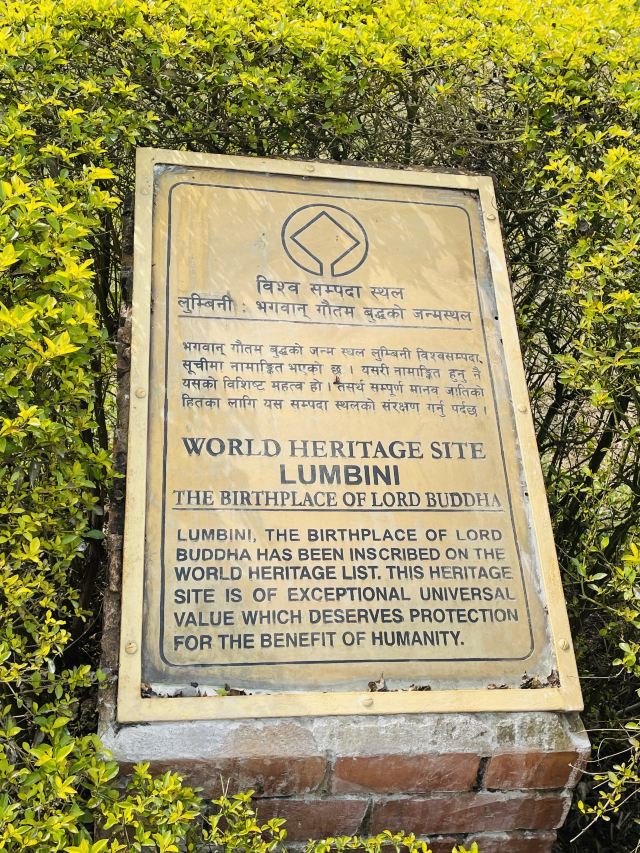 विश्व सम्पदा स्थल
लुम्बिनी : भगवान् गौतम बुद्धको जन्मस्थल
भगवान् गौतम बुद्धको जन्म स्थल लुम्बिनी विश्वसम्पदा,
सूचीमा नामाङ्कित भएको छ । यसरी नामाङ्कित हुनु नै
यसको विशिष्ट महत्व हो । तसर्थ सम्पूर्ण मानव जातिको
हितका लागि यस सम्पदा स्थलको संरक्षण गर्नु पर्दछ ।
WORLD HERITAGE SITE
LUMBINI
THE BIRTHPLACE OF LORD BUDDHA
LUMBINI, THE BIRTHPLACE OF LORD
BUDDHA HAS BEEN INSCRIBED ON THE
WORLD HERITAGE LIST. THIS HERITAGE
SITE IS OF EXCEPTIONAL UNIVERSAL
VALUE WHICH DESERVES PROTECTION
FOR THE BENEFIT OF HUMANITY.